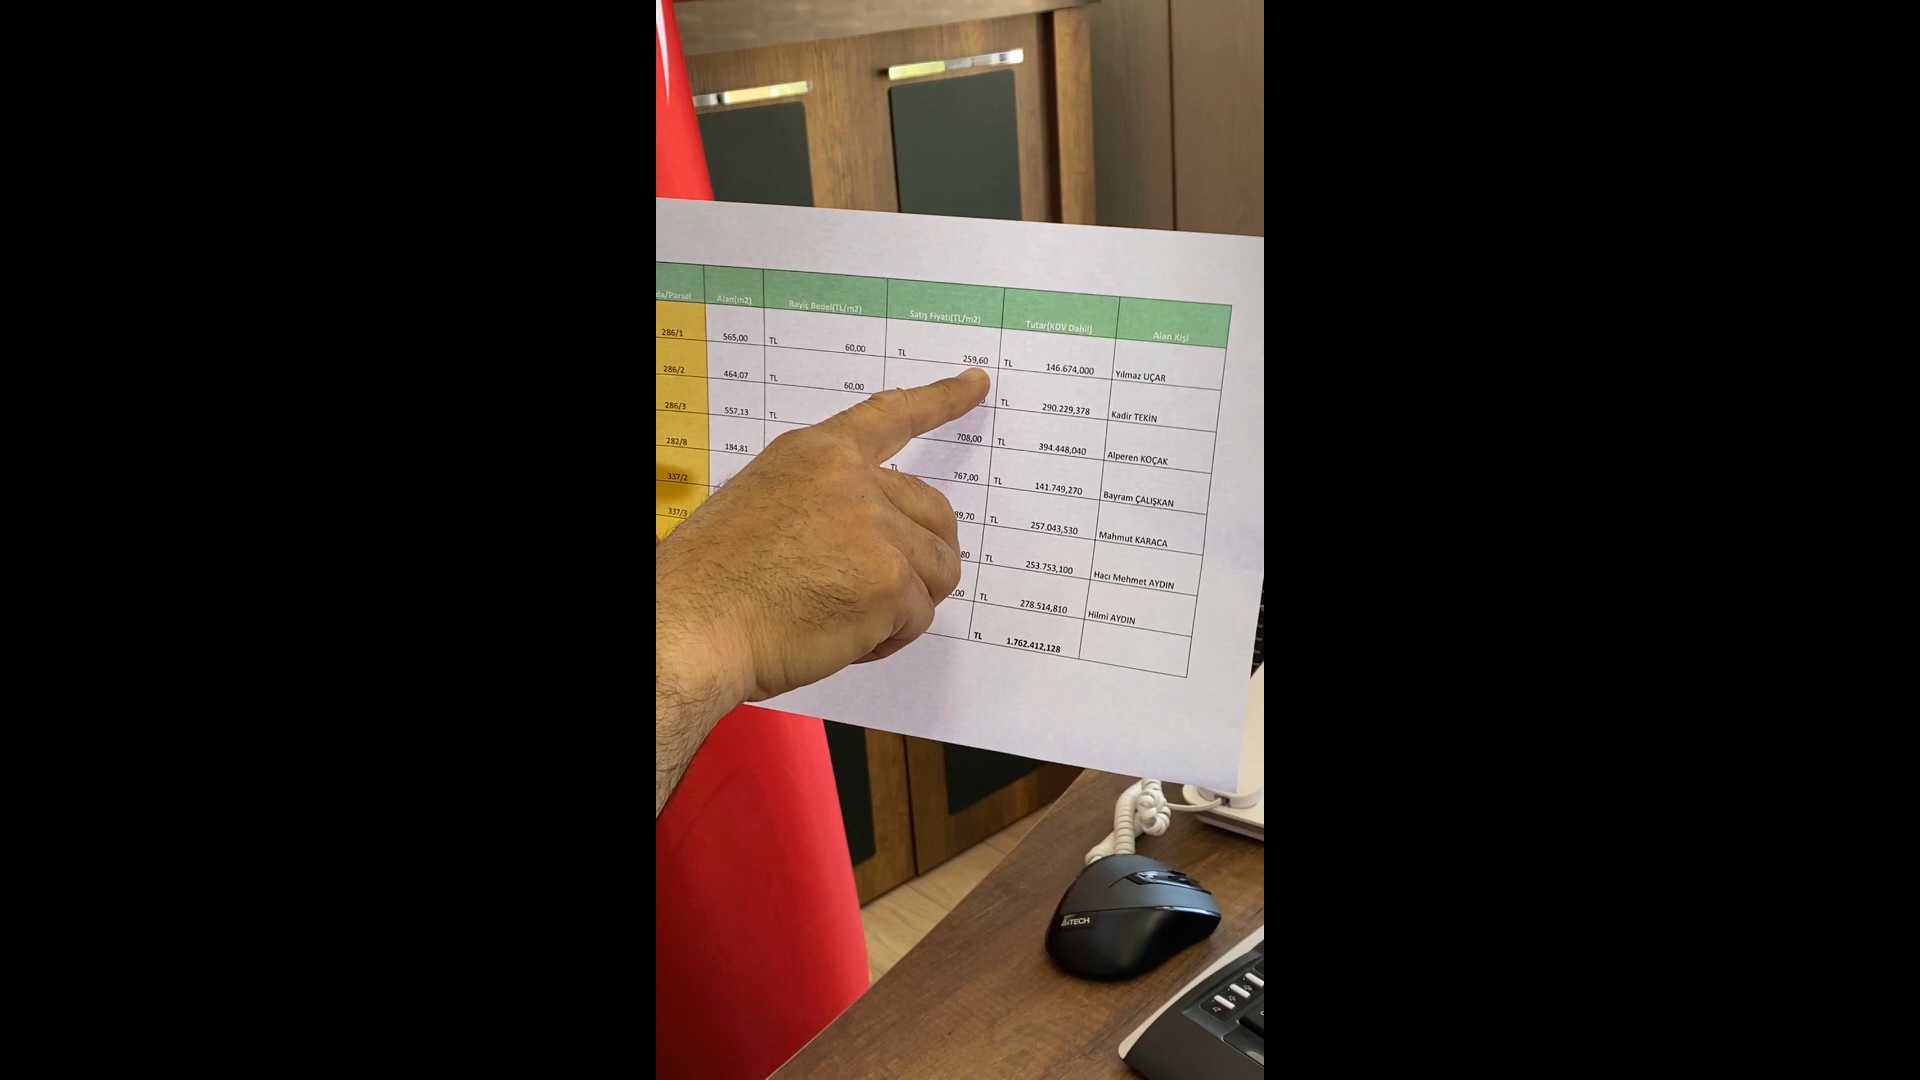 da/Parsel Alan(m2) Rayiç Bedel(TL/m2) Satış Fiyatı(TL/m2) Tutar(KDV Dahil) Alan Kişi
286/1 565,00 TL 60,00 TL 259,60 TL 146.674,000 Yılmaz UÇAR
286/2 464,07 TL 60,00 TL 290.229,378 Kadir TEKİN
286/3 557,13 TL 708,00 TL 394.448,040 Alperen KOÇAK
282/8 184,81 TL 767,00 TL 141.749,270 Bayram ÇALIŞKAN
337/2 89,70 TL 257.043,530 Mahmut KARACA
337/3 80 TL 253.753,100 Hacı Mehmet AYDIN
,00 TL 278.514,810 Hilmi AYDIN
TL 1.762.412,128
A4TECH